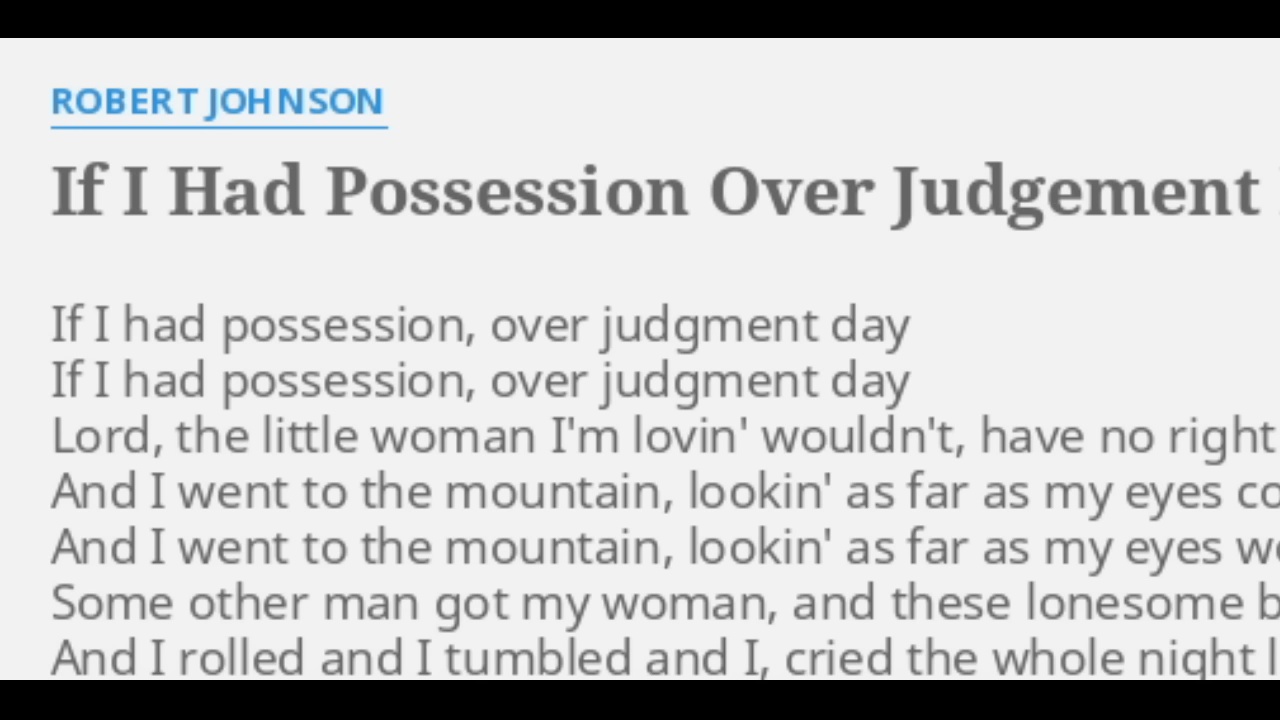 ROBERT JOHNSON
If I Had Possession Over Judgement
If I had possession, over judgment day
If I had possession, over judgment day
Lord, the little woman I'm lovin' wouldn't, have no right
And I went to the mountain, lookin' as far as my eyes
And I went to the mountain, lookin' as far as my eyes
Some other man got my woman, and these lonesome
And I rolled and I tumbled and I, cried the whole night